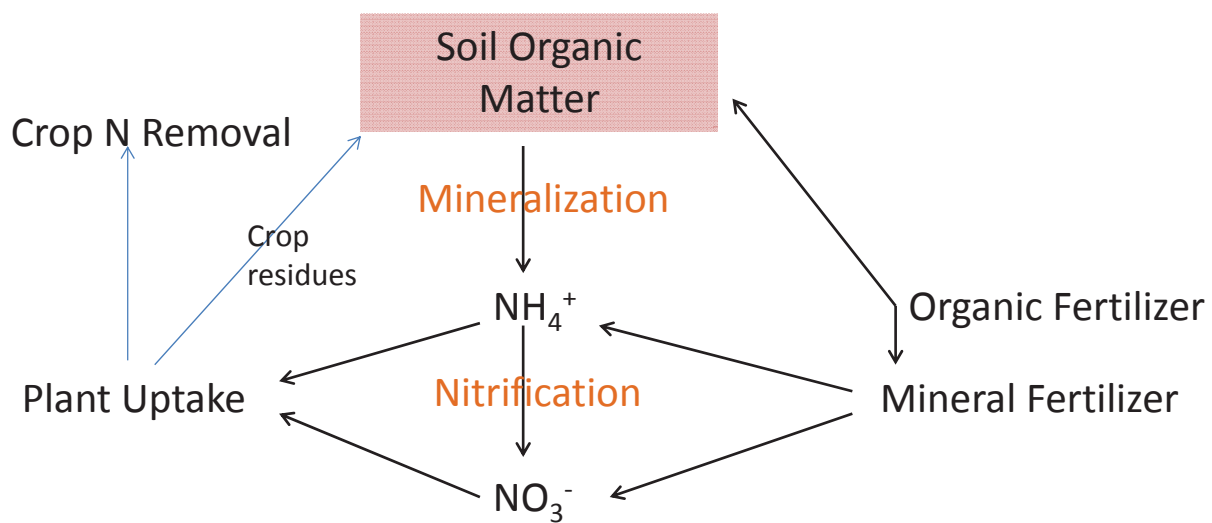 Soil Organic
Matter
Crop N Removal
Mineralization
Crop
residues
NH₄⁺
Organic Fertilizer
Plant Uptake
Nitrification
Mineral Fertilizer
NO₃⁻